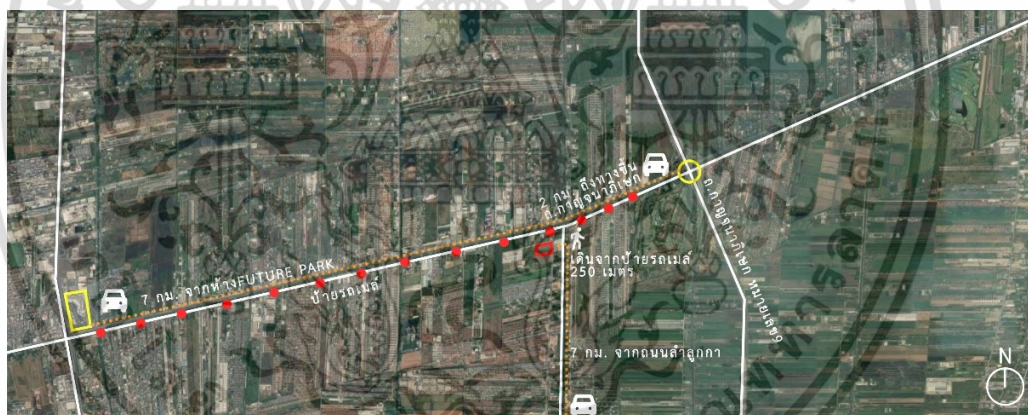 2 กม. ถึงทางขึ้น
ถ.กาญจนาภิเษก
ถ.กาญจนาภิเษก หมายเลข9
7 กม. จากห้างFUTURE PARK
ป้ายรถเมล์
เดินจากป้ายรถเมล์
250 เมตร
7 กม. จากถนนลำลูกกา
N